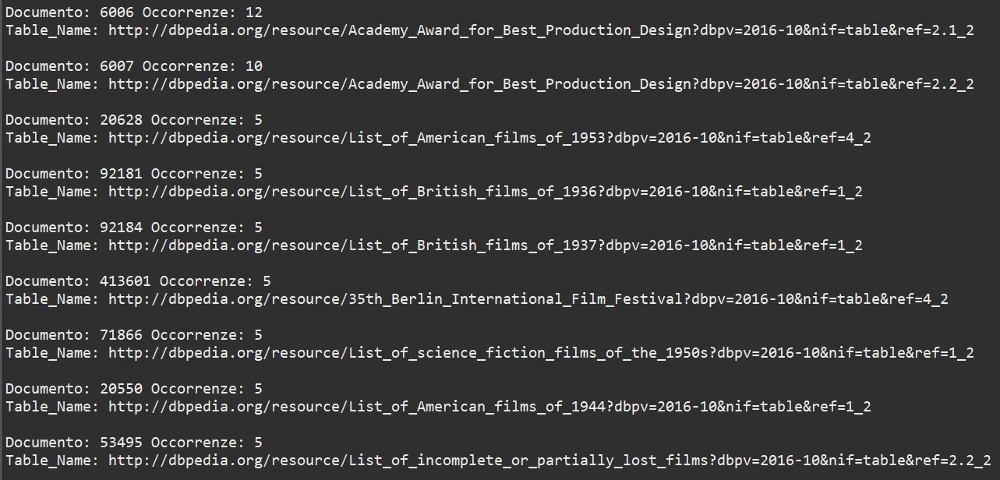 Documento: 6006 Occorrenze: 12
Table_Name: http://dbpedia.org/resource/Academy_Award_for_Best_Production_Design?dbpv=2016-10&nif=table&ref=2.1_2
Documento: 6007 Occorrenze: 10
Table_Name: http://dbpedia.org/resource/Academy_Award_for_Best_Production_Design?dbpv=2016-10&nif=table&ref=2.2_2
Documento: 20628 Occorrenze: 5
Table_Name: http://dbpedia.org/resource/List_of_American_films_of_1953?dbpv=2016-10&nif=table&ref=4_2
Documento: 92181 Occorrenze: 5
Table_Name: http://dbpedia.org/resource/List_of_British_films_of_1936?dbpv=2016-10&nif=table&ref=1_2
Documento: 92184 Occorrenze: 5
Table_Name: http://dbpedia.org/resource/List_of_British_films_of_1937?dbpv=2016-10&nif=table&ref=1_2
Documento: 413601 Occorrenze: 5
Table_Name: http://dbpedia.org/resource/35th_Berlin_International_Film_Festival?dbpv=2016-10&nif=table&ref=4_2
Documento: 71866 Occorrenze: 5
Table_Name: http://dbpedia.org/resource/List_of_science_fiction_films_of_the_1950s?dbpv=2016-10&nif=table&ref=1_2
Documento: 20550 Occorrenze: 5
Table_Name: http://dbpedia.org/resource/List_of_American_films_of_1944?dbpv=2016-10&nif=table&ref=1_2
Documento: 53495 Occorrenze: 5
Table_Name: http://dbpedia.org/resource/List_of_incomplete_or_partially_lost_films?dbpv=2016-10&nif=table&ref=2.2_2